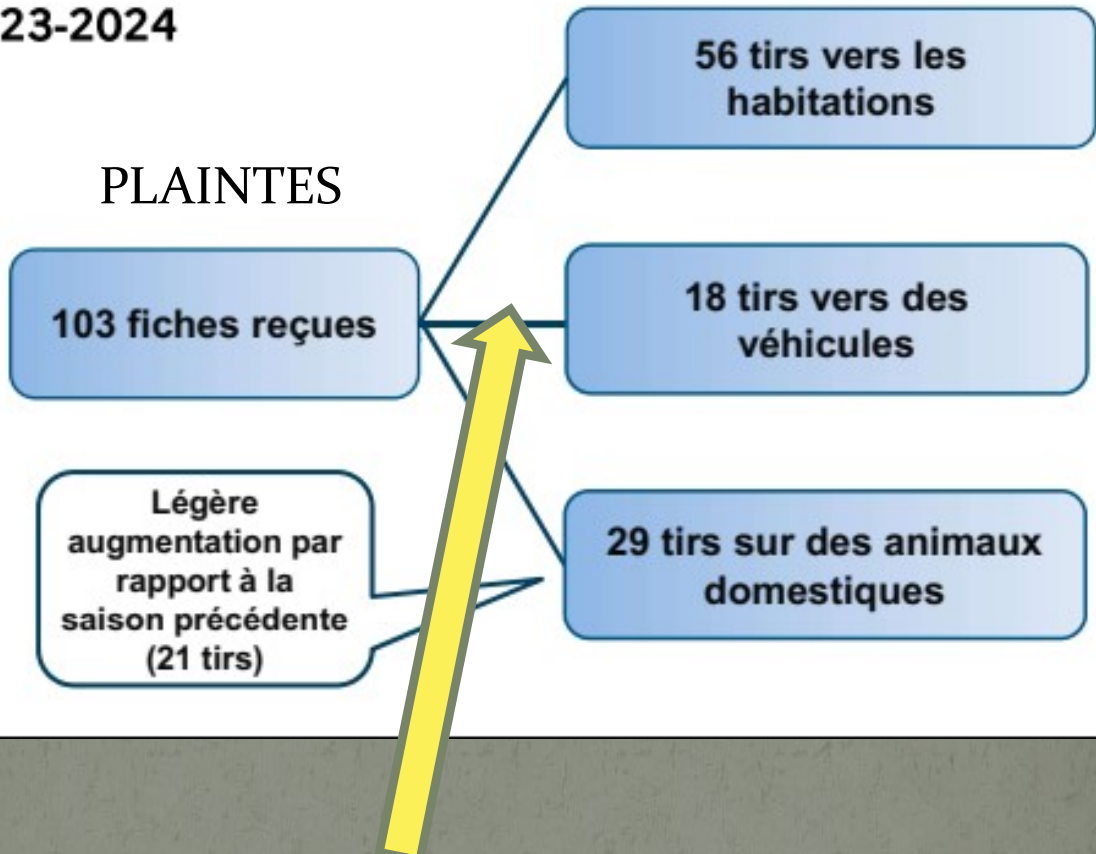 23-2024
PLAINTES
103 fiches reçues
56 tirs vers les
habitations
18 tirs vers des
véhicules
29 tirs sur des animaux
domestiques
Légère
augmentation par
rapport à la
saison précédente
(21 tirs)